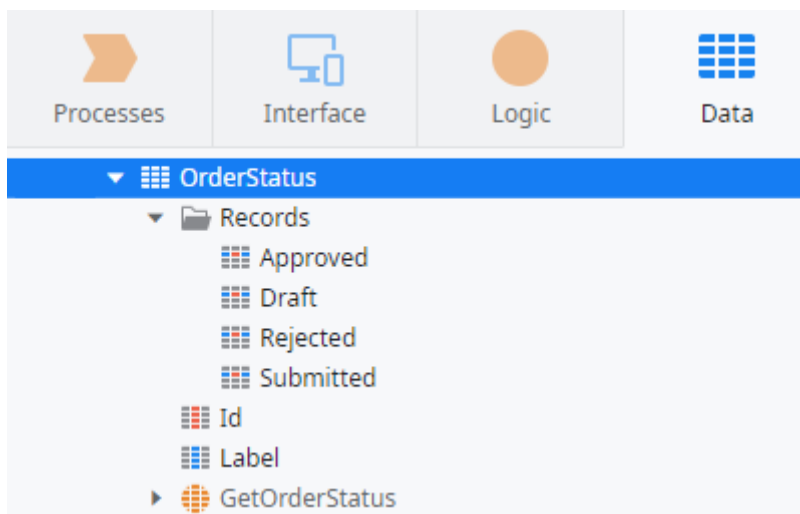 Processes Interface Logic Data
OrderStatus
Records
Approved
Draft
Rejected
Submitted
Id
Label
GetOrderStatus